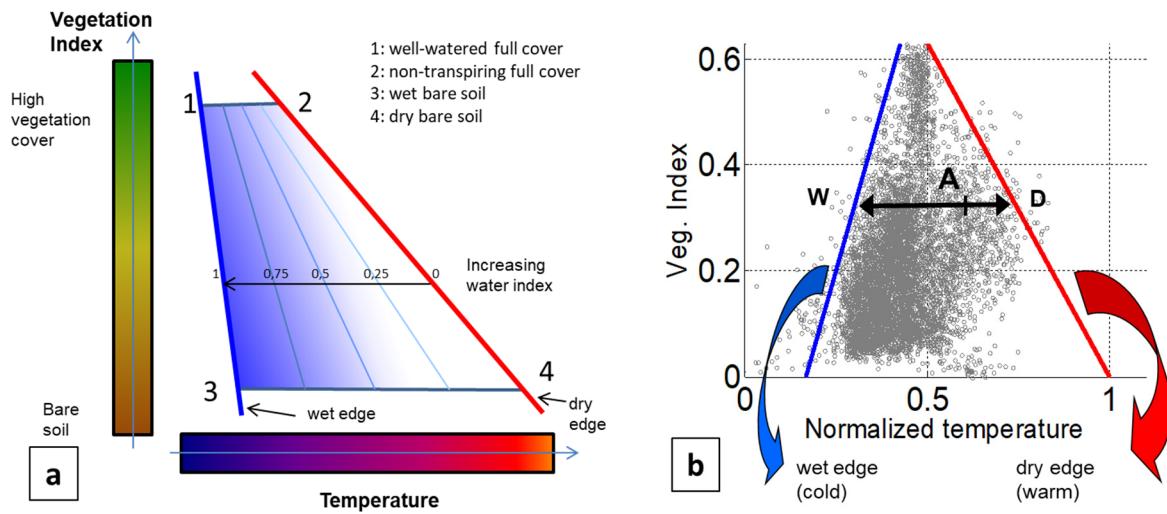 Vegetation
Index
High
vegetation
cover
Bare
soil
a
1: well-watered full cover
2: non-transpiring full cover
3: wet bare soil
4: dry bare soil
1
2
1
0,75
0,5
0,25
0
Increasing
water index
3
4
wet edge
dry
edge
Temperature
0.6
0.4
0.2
0
Veg. Index
W
A
D
0
0.5
1
Normalized temperature
b
wet edge
(cold)
dry edge
(warm)